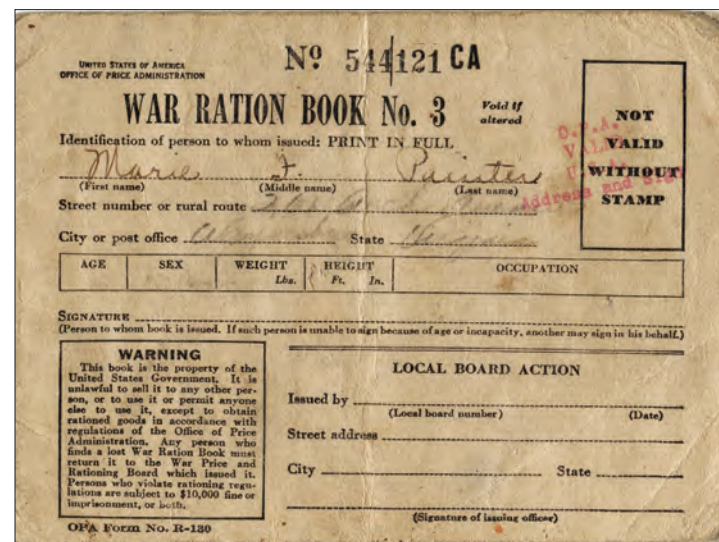 UNITED STATES OF AMERICA
OFFICE OF PRICE ADMINISTRATION
Nº 544121 CA
WAR RATION BOOK No. 3 Void if altered
Identification of person to whom issued: PRINT IN FULL
Marie F. Painter
(First name) (Middle name) (Last name)
Street number or rural route
City or post office State Virginia
NOT
VALID
WITHOUT
STAMP
O.P.A.
VALID
U.S.A.
Address and
AGE SEX WEIGHT Lbs. HEIGHT Ft. In. OCCUPATION
SIGNATURE
(Person to whom book is issued. If such person is unable to sign because of age or incapacity, another may sign in his behalf.)
WARNING
This book is the property of the
United States Government. It is
unlawful to sell it to any other per-
son, or to use it or permit anyone
else to use it, except to obtain
rationed goods in accordance with
regulations of the Office of Price
Administration. Any person who
finds a lost War Ration Book must
return it to the War Price and
Rationing Board which issued it.
Persons who violate rationing regu-
lations are subject to $10,000 fine or
imprisonment, or both.
OPA Form No. R-130
LOCAL BOARD ACTION
Issued by
(Local board number) (Date)
Street address
City State
(Signature of issuing officer)